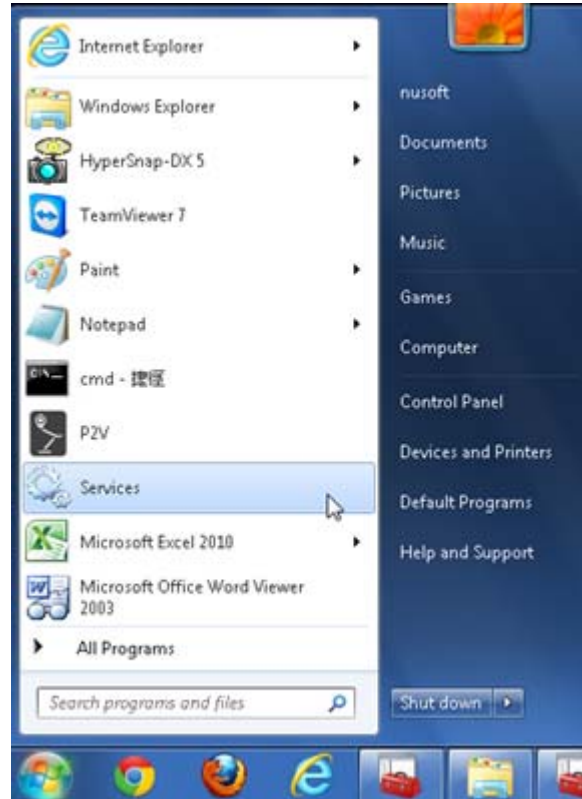 Internet Explorer
Windows Explorer
HyperSnap-DX 5
TeamViewer 7
Paint
Notepad
cmd - 捷徑
P2V
Services
Microsoft Excel 2010
Microsoft Office Word Viewer
2003
All Programs
Search programs and files
nusoft
Documents
Pictures
Music
Games
Computer
Control Panel
Devices and Printers
Default Programs
Help and Support
Shut down